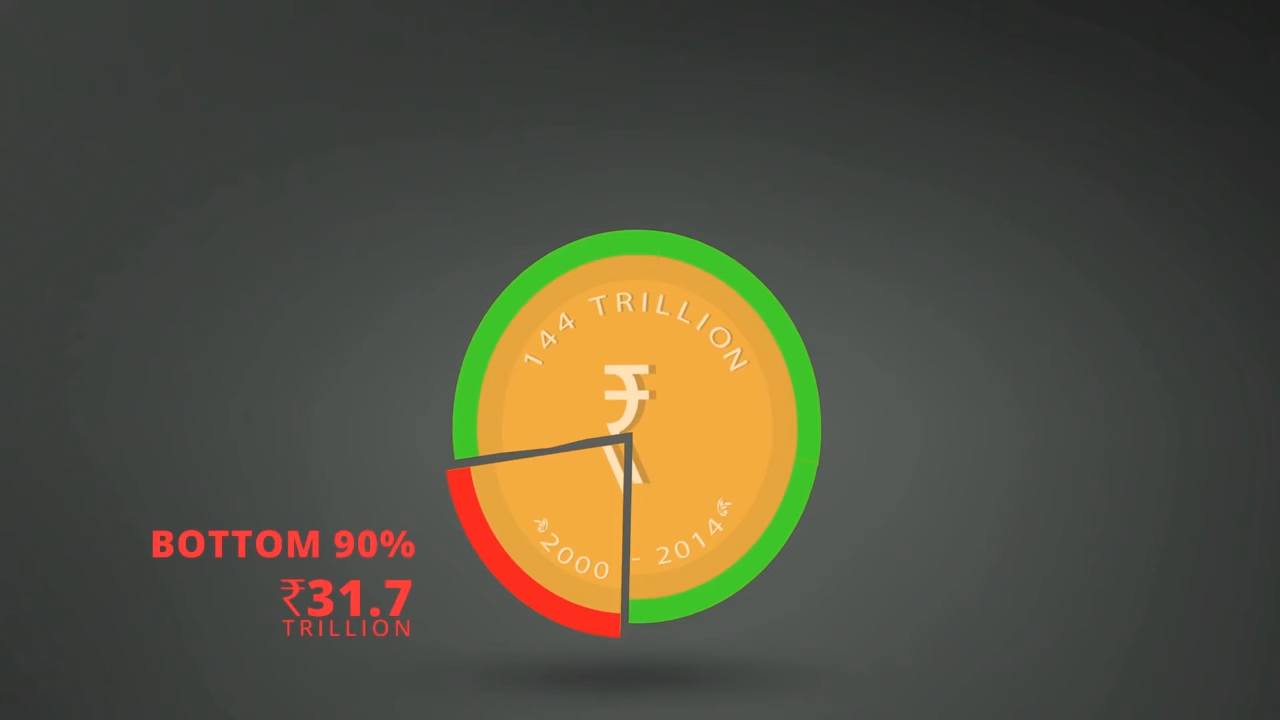 144 TRILLION
₹
2000 - 2014
BOTTOM 90%
₹31.7
TRILLION